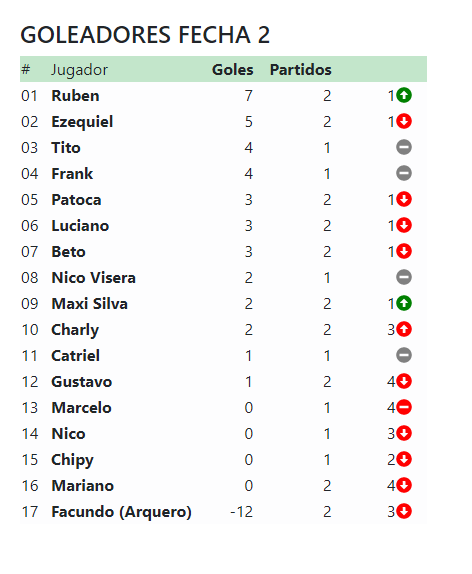 GOLEADORES FECHA 2
# Jugador Goles Partidos
01 Ruben 7 2 1
02 Ezequiel 5 2 1
03 Tito 4 1
04 Frank 4 1
05 Patoca 3 2 1
06 Luciano 3 2 1
07 Beto 3 2 1
08 Nico Visera 2 1
09 Maxi Silva 2 2 1
10 Charly 2 2 3
11 Catriel 1 1
12 Gustavo 1 2 4
13 Marcelo 0 1 4
14 Nico 0 1 3
15 Chipy 0 1 2
16 Mariano 0 2 4
17 Facundo (Arquero) -12 2 3